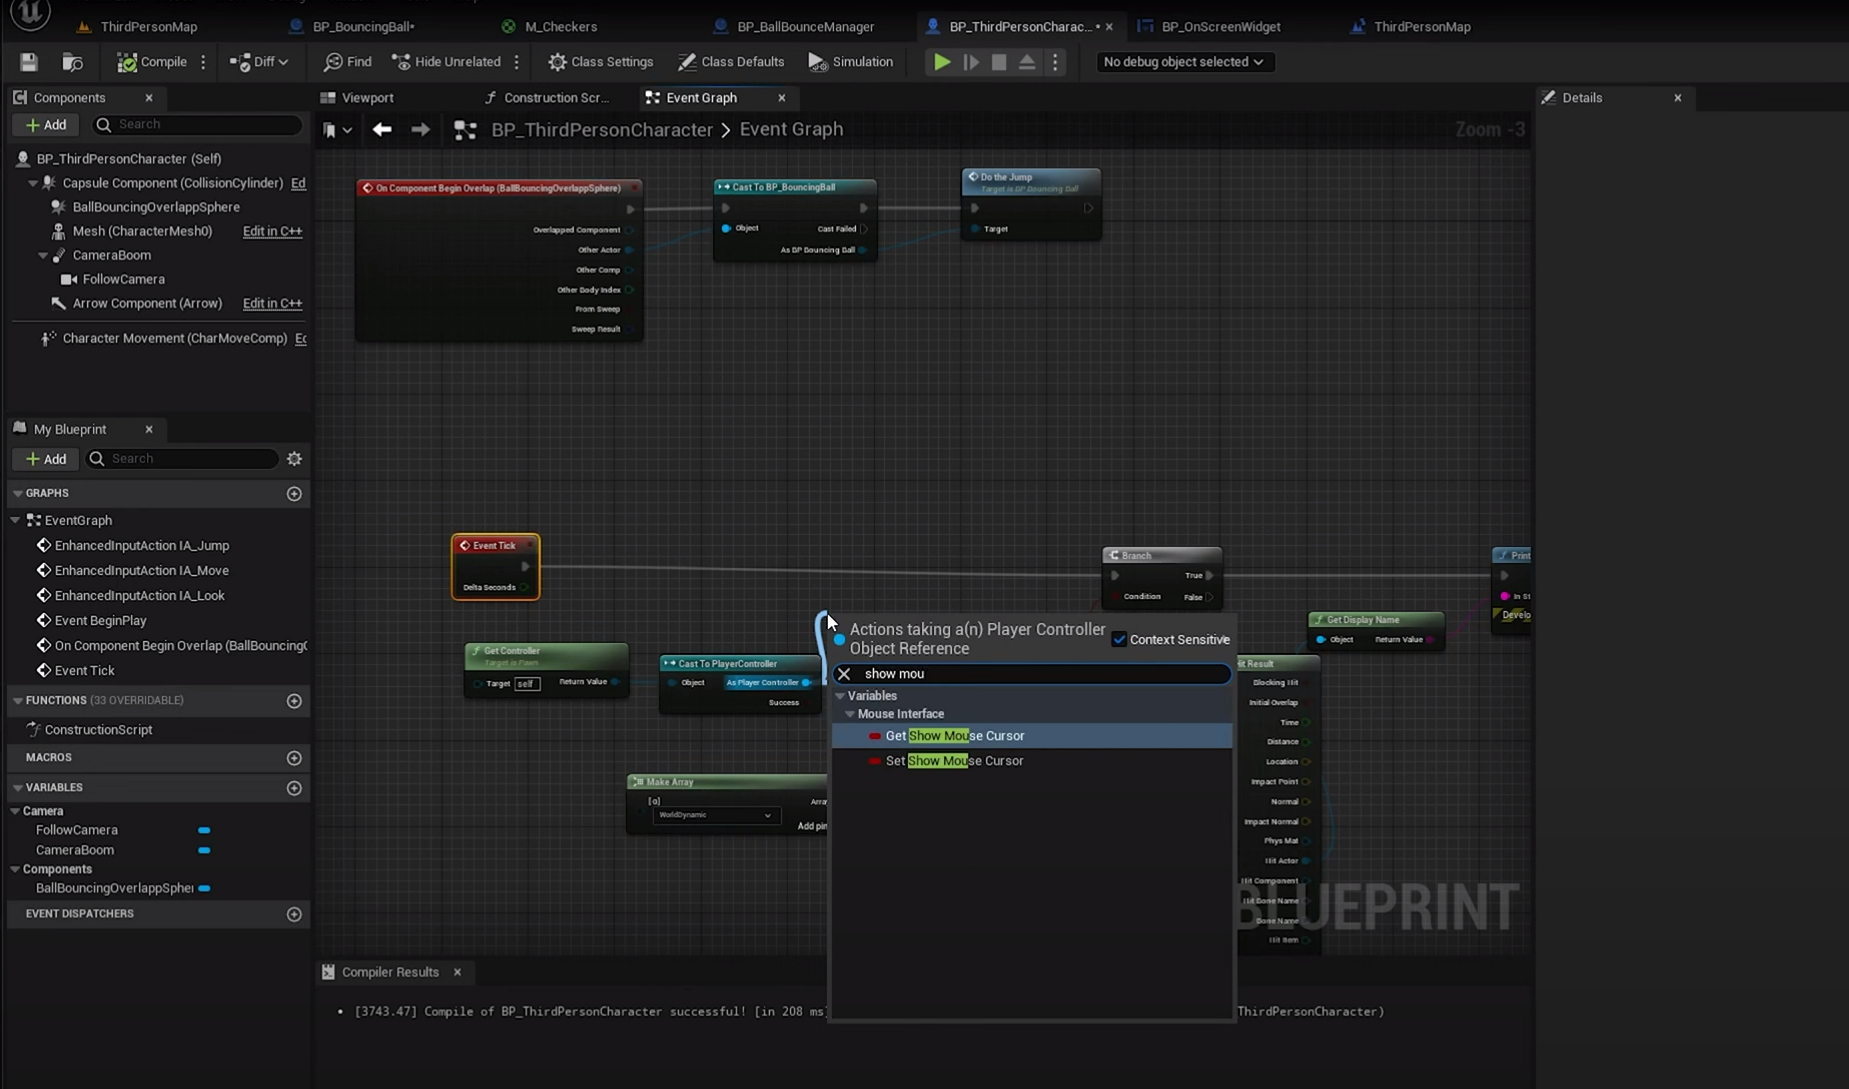 ThirdPersonMap
BP_BouncingBall*
M_Checkers
BP_BallBounceManager
BP_ThirdPersonCharac... *
BP_OnScreenWidget
ThirdPersonMap
Compile
Diff
Find
Hide Unrelated
Class Settings
Class Defaults
Simulation
No debug object selected
Components
+ Add
Search
BP_ThirdPersonCharacter (Self)
Capsule Component (CollisionCylinder) Ed
BallBouncingOverlappSphere
Mesh (CharacterMesh0) Edit in C++
CameraBoom
FollowCamera
Arrow Component (Arrow) Edit in C++
Character Movement (CharMoveComp)
My Blueprint
+ Add
Search
GRAPHS
EventGraph
EnhancedInputAction IA_Jump
EnhancedInputAction IA_Move
EnhancedInputAction IA_Look
Event BeginPlay
On Component Begin Overlap (BallBouncing
Event Tick
FUNCTIONS (33 OVERRIDABLE)
ConstructionScript
MACROS
VARIABLES
Camera
FollowCamera
CameraBoom
Components
BallBouncingOverlappSpher
EVENT DISPATCHERS
Viewport
Construction Scr...
Event Graph
BP_ThirdPersonCharacter > Event Graph
Zoom -3
On Component Begin Overlap (BallBouncingOverlappSphere)
Overlapped Component
Other Actor
Other Comp
Other Body Index
From Sweep
Sweep Result
Cast To BP_BouncingBall
Object
Cast Failed
As BP Bouncing Ball
Do the Jump
Target is BP Bouncing Ball
Target
Event Tick
Delta Seconds
Branch
True
Condition
False
Print
In St
Develo
Get Controller
Target is Pawn
Target self
Return Value
Cast To PlayerController
Object
As Player Controller
Success
Make Array
[0]
WorldDynamic
Array
Add pin
Get Display Name
Object
Return Value
Actions taking a(n) Player Controller
Object Reference
Context Sensitive
show mou
Variables
Mouse Interface
Get Show Mouse Cursor
Set Show Mouse Cursor
Hit Result
Blocking Hit
Initial Overlap
Time
Distance
Location
Impact Point
Normal
Impact Normal
Phys Mat
Hit Actor
Hit Component
Hit Bone Name
Bone Name
Hit Item
BLUEPRINT
Compiler Results
[3743.47] Compile of BP_ThirdPersonCharacter successful! [in 208 ms]
ThirdPersonCharacter)
Details